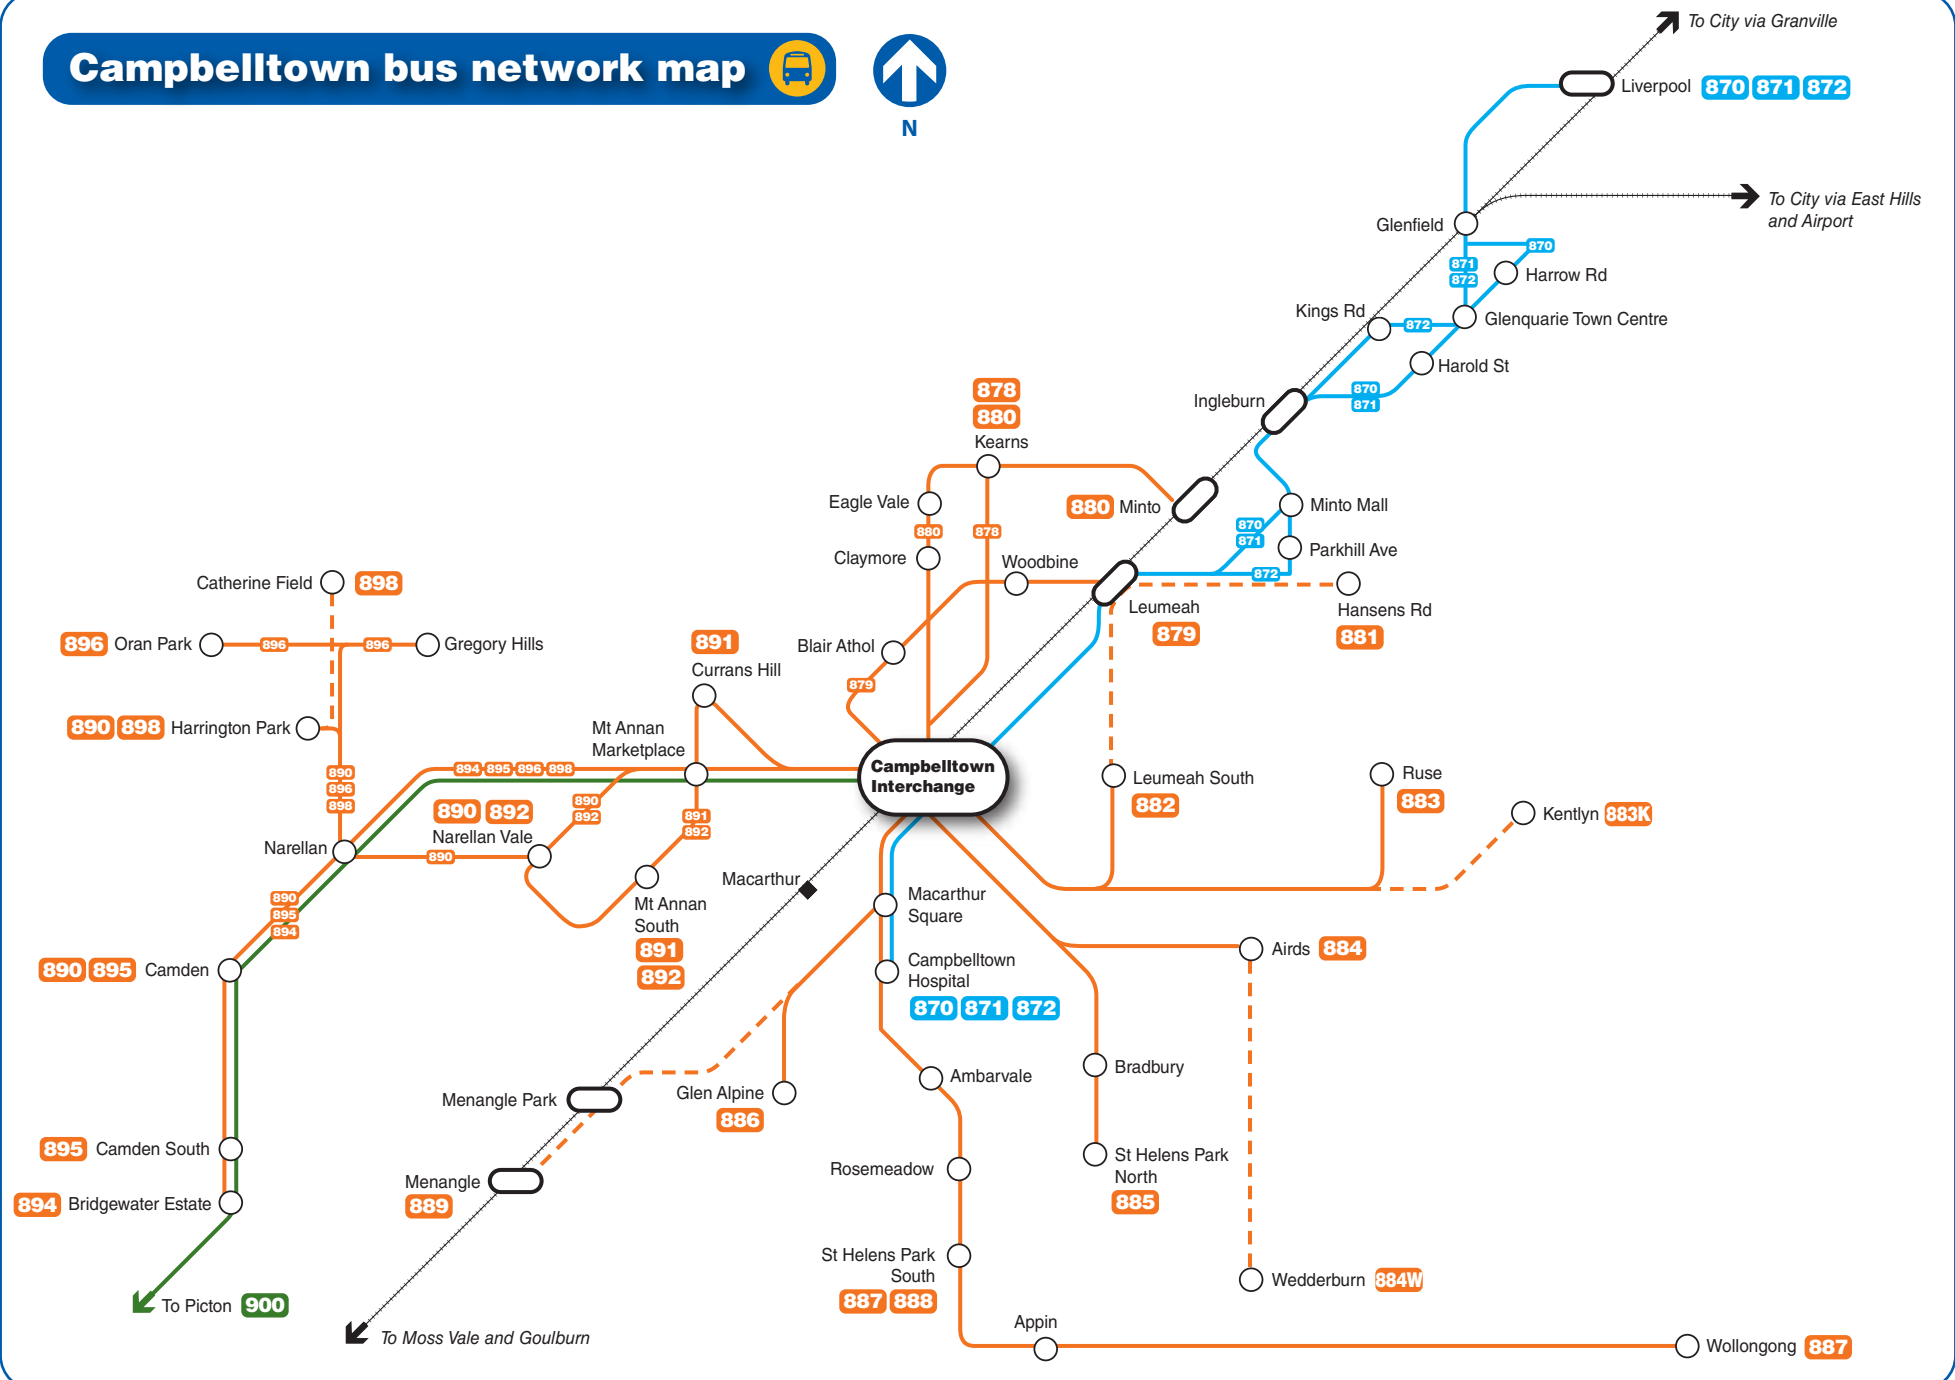 Campbelltown bus network map
N
To City via Granville
Liverpool 870 871 872
To City via East Hills
and Airport
Glenfield
870
871
872
Harrow Rd
Kings Rd
872
Glenquarie Town Centre
Harold St
870
871
Ingleburn
878
880
Kearns
Eagle Vale
880 Minto
Minto Mall
880
878
870
871
Claymore
Woodbine
Parkhill Ave
872
Catherine Field 898
Leumeah
879
Hansens Rd
881
896 Oran Park
896
896
Gregory Hills
891
Currans Hill
Blair Athol
879
890 898 Harrington Park
Mt Annan
Marketplace
890
896
898
894 895 896 898
Campbelltown
Interchange
Leumeah South
882
Ruse
883
Kentlyn 883K
890 892
Narellan Vale
890
892
891
892
Narellan
890
Macarthur
Mt Annan
South
891
892
Macarthur
Square
890
895
894
890 895 Camden
Campbelltown
Hospital
870 871 872
Airds 884
Menangle Park
Glen Alpine
886
Ambarvale
Bradbury
895 Camden South
Menangle
889
Rosemeadow
St Helens Park
North
885
894 Bridgewater Estate
St Helens Park
South
887 888
Wedderburn 884W
To Picton 900
To Moss Vale and Goulburn
Appin
Wollongong 887